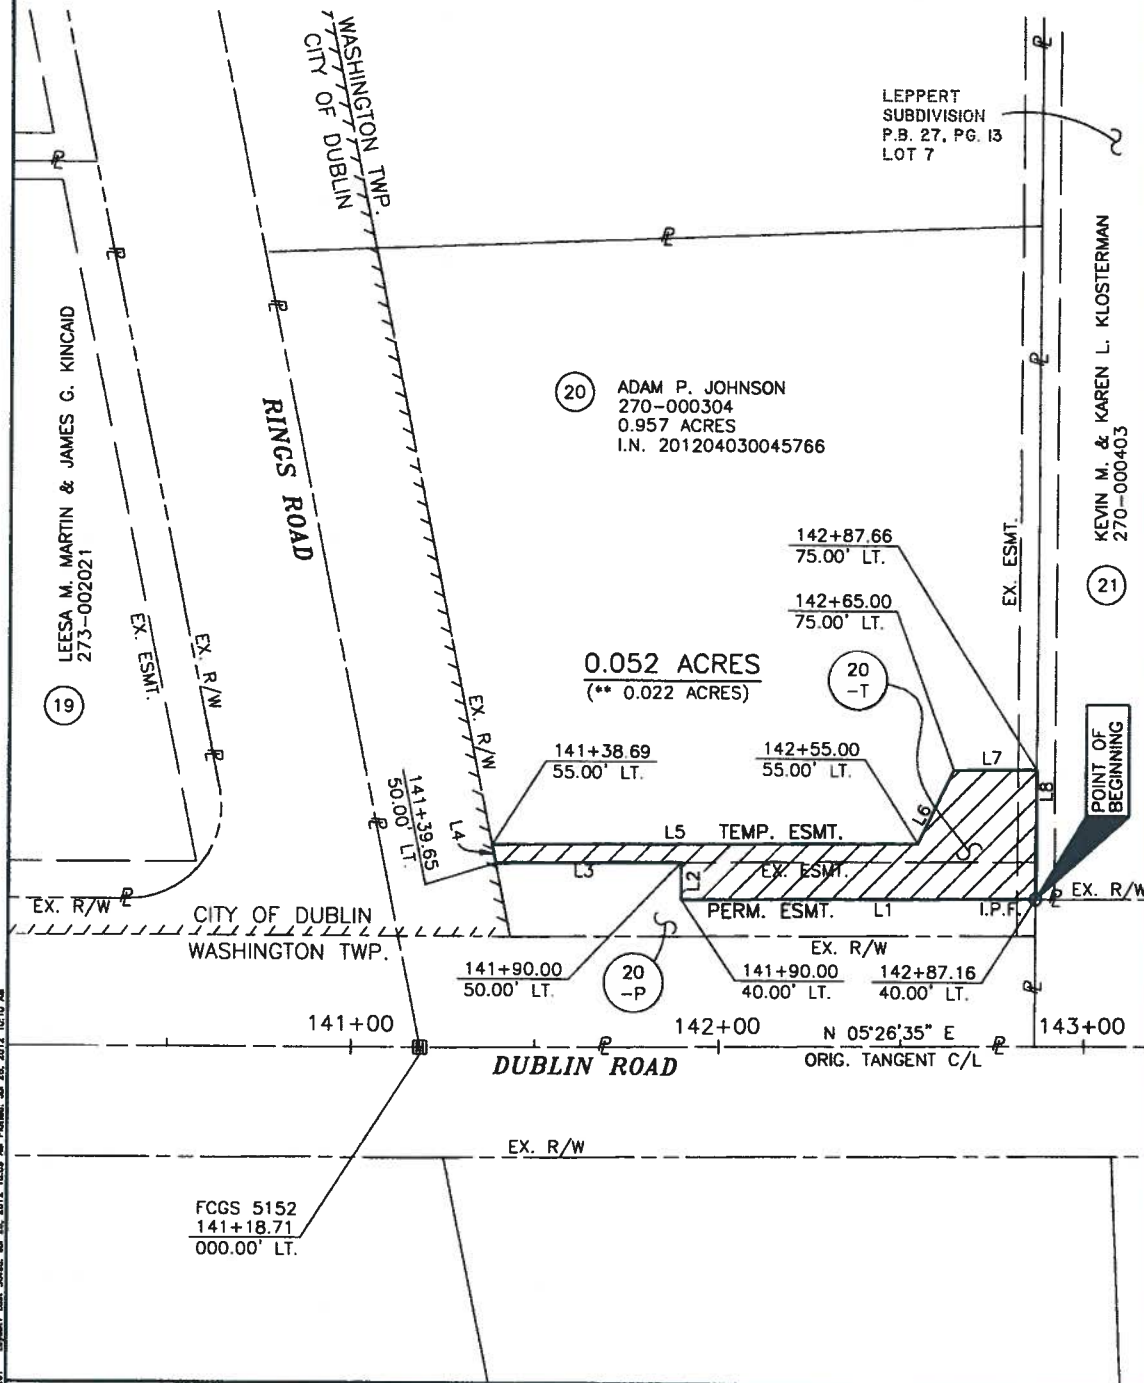 WASHINGTON TWP.
CITY OF DUBLIN
LEPPERT
SUBDIVISION
P.B. 27, PG. 13
LOT 7
LEESA M. MARTIN & JAMES G. KINCAID
273-002021
19
EX. ESMT.
EX. R/W
RINGS ROAD
20
ADAM P. JOHNSON
270-000304
0.957 ACRES
I.N. 201204030045766
KEVIN M. & KAREN L. KLOSTERMAN
270-000403
21
EX. ESMT.
142+87.66
75.00' LT.
142+65.00
75.00' LT.
0.052 ACRES
(** 0.022 ACRES)
20
-T
EX. R/W
141+38.69
55.00' LT.
142+55.00
55.00' LT.
L7
L8
L6
POINT OF
BEGINNING
141+39.65
50.00' LT.
L4
L5
TEMP. ESMT.
L3
L2
EX. ESMT.
EX. R/W
CITY OF DUBLIN
WASHINGTON TWP.
PERM. ESMT.
L1
I.P.F.
EX. R/W
EX. R/W
141+90.00
50.00' LT.
20
-P
141+90.00
40.00' LT.
142+87.16
40.00' LT.
141+00
142+00
N 05°26'35" E
143+00
DUBLIN ROAD
ORIG. TANGENT C/L
EX. R/W
FCGS 5152
141+18.71
000.00' LT.